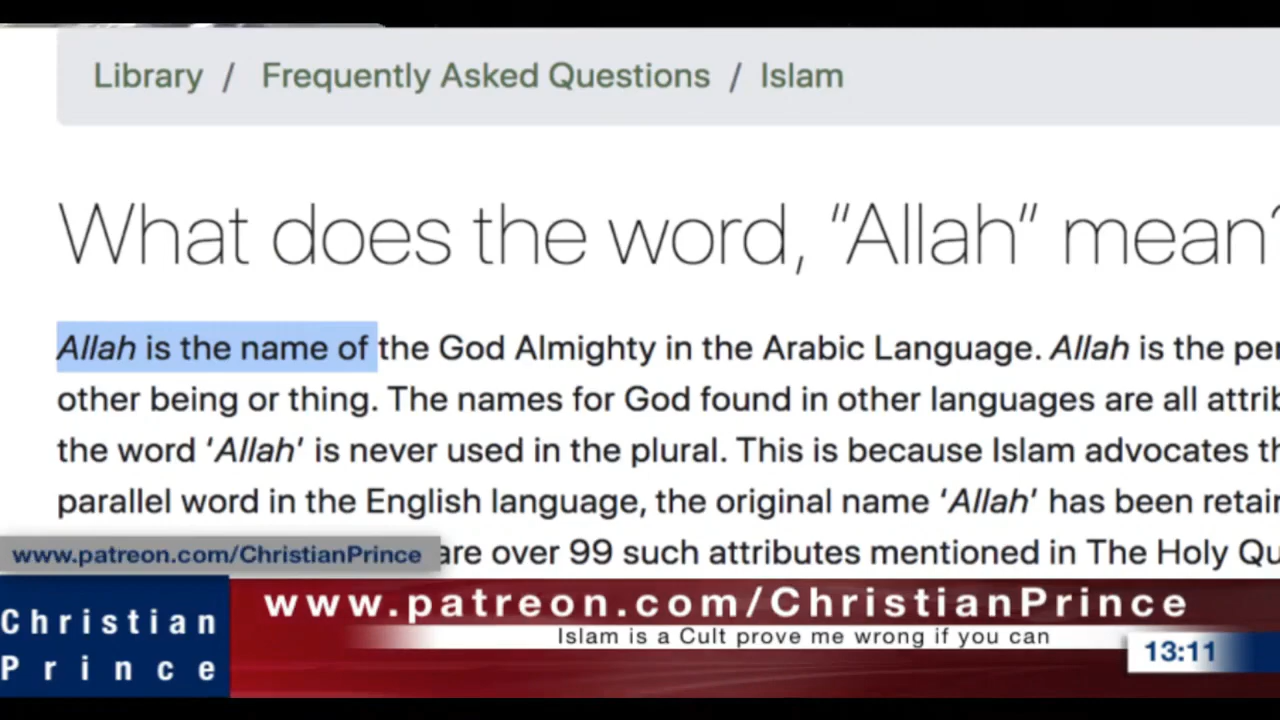 Library / Frequently Asked Questions / Islam
What does the word, “Allah” mean?
Allah is the name of the God Almighty in the Arabic Language. Allah is the
other being or thing. The names for God found in other languages are all
the word ‘Allah’ is never used in the plural. This is because Islam advocates
parallel word in the English language, the original name ‘Allah’ has been
are over 99 such attributes mentioned in The Holy
www.patreon.com/ChristianPrince
www.patreon.com/ChristianPrince
Islam is a Cult prove me wrong if you can
Christian
Prince
13:11